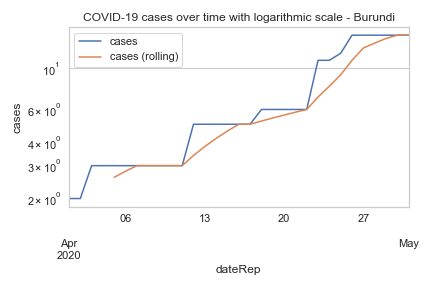 COVID-19 cases over time with logarithmic scale - Burundi
cases
cases (rolling)
10¹
6 × 10⁰
4 × 10⁰
3 × 10⁰
2 × 10⁰
cases
06
13
20
27
Apr
2020
May
dateRep